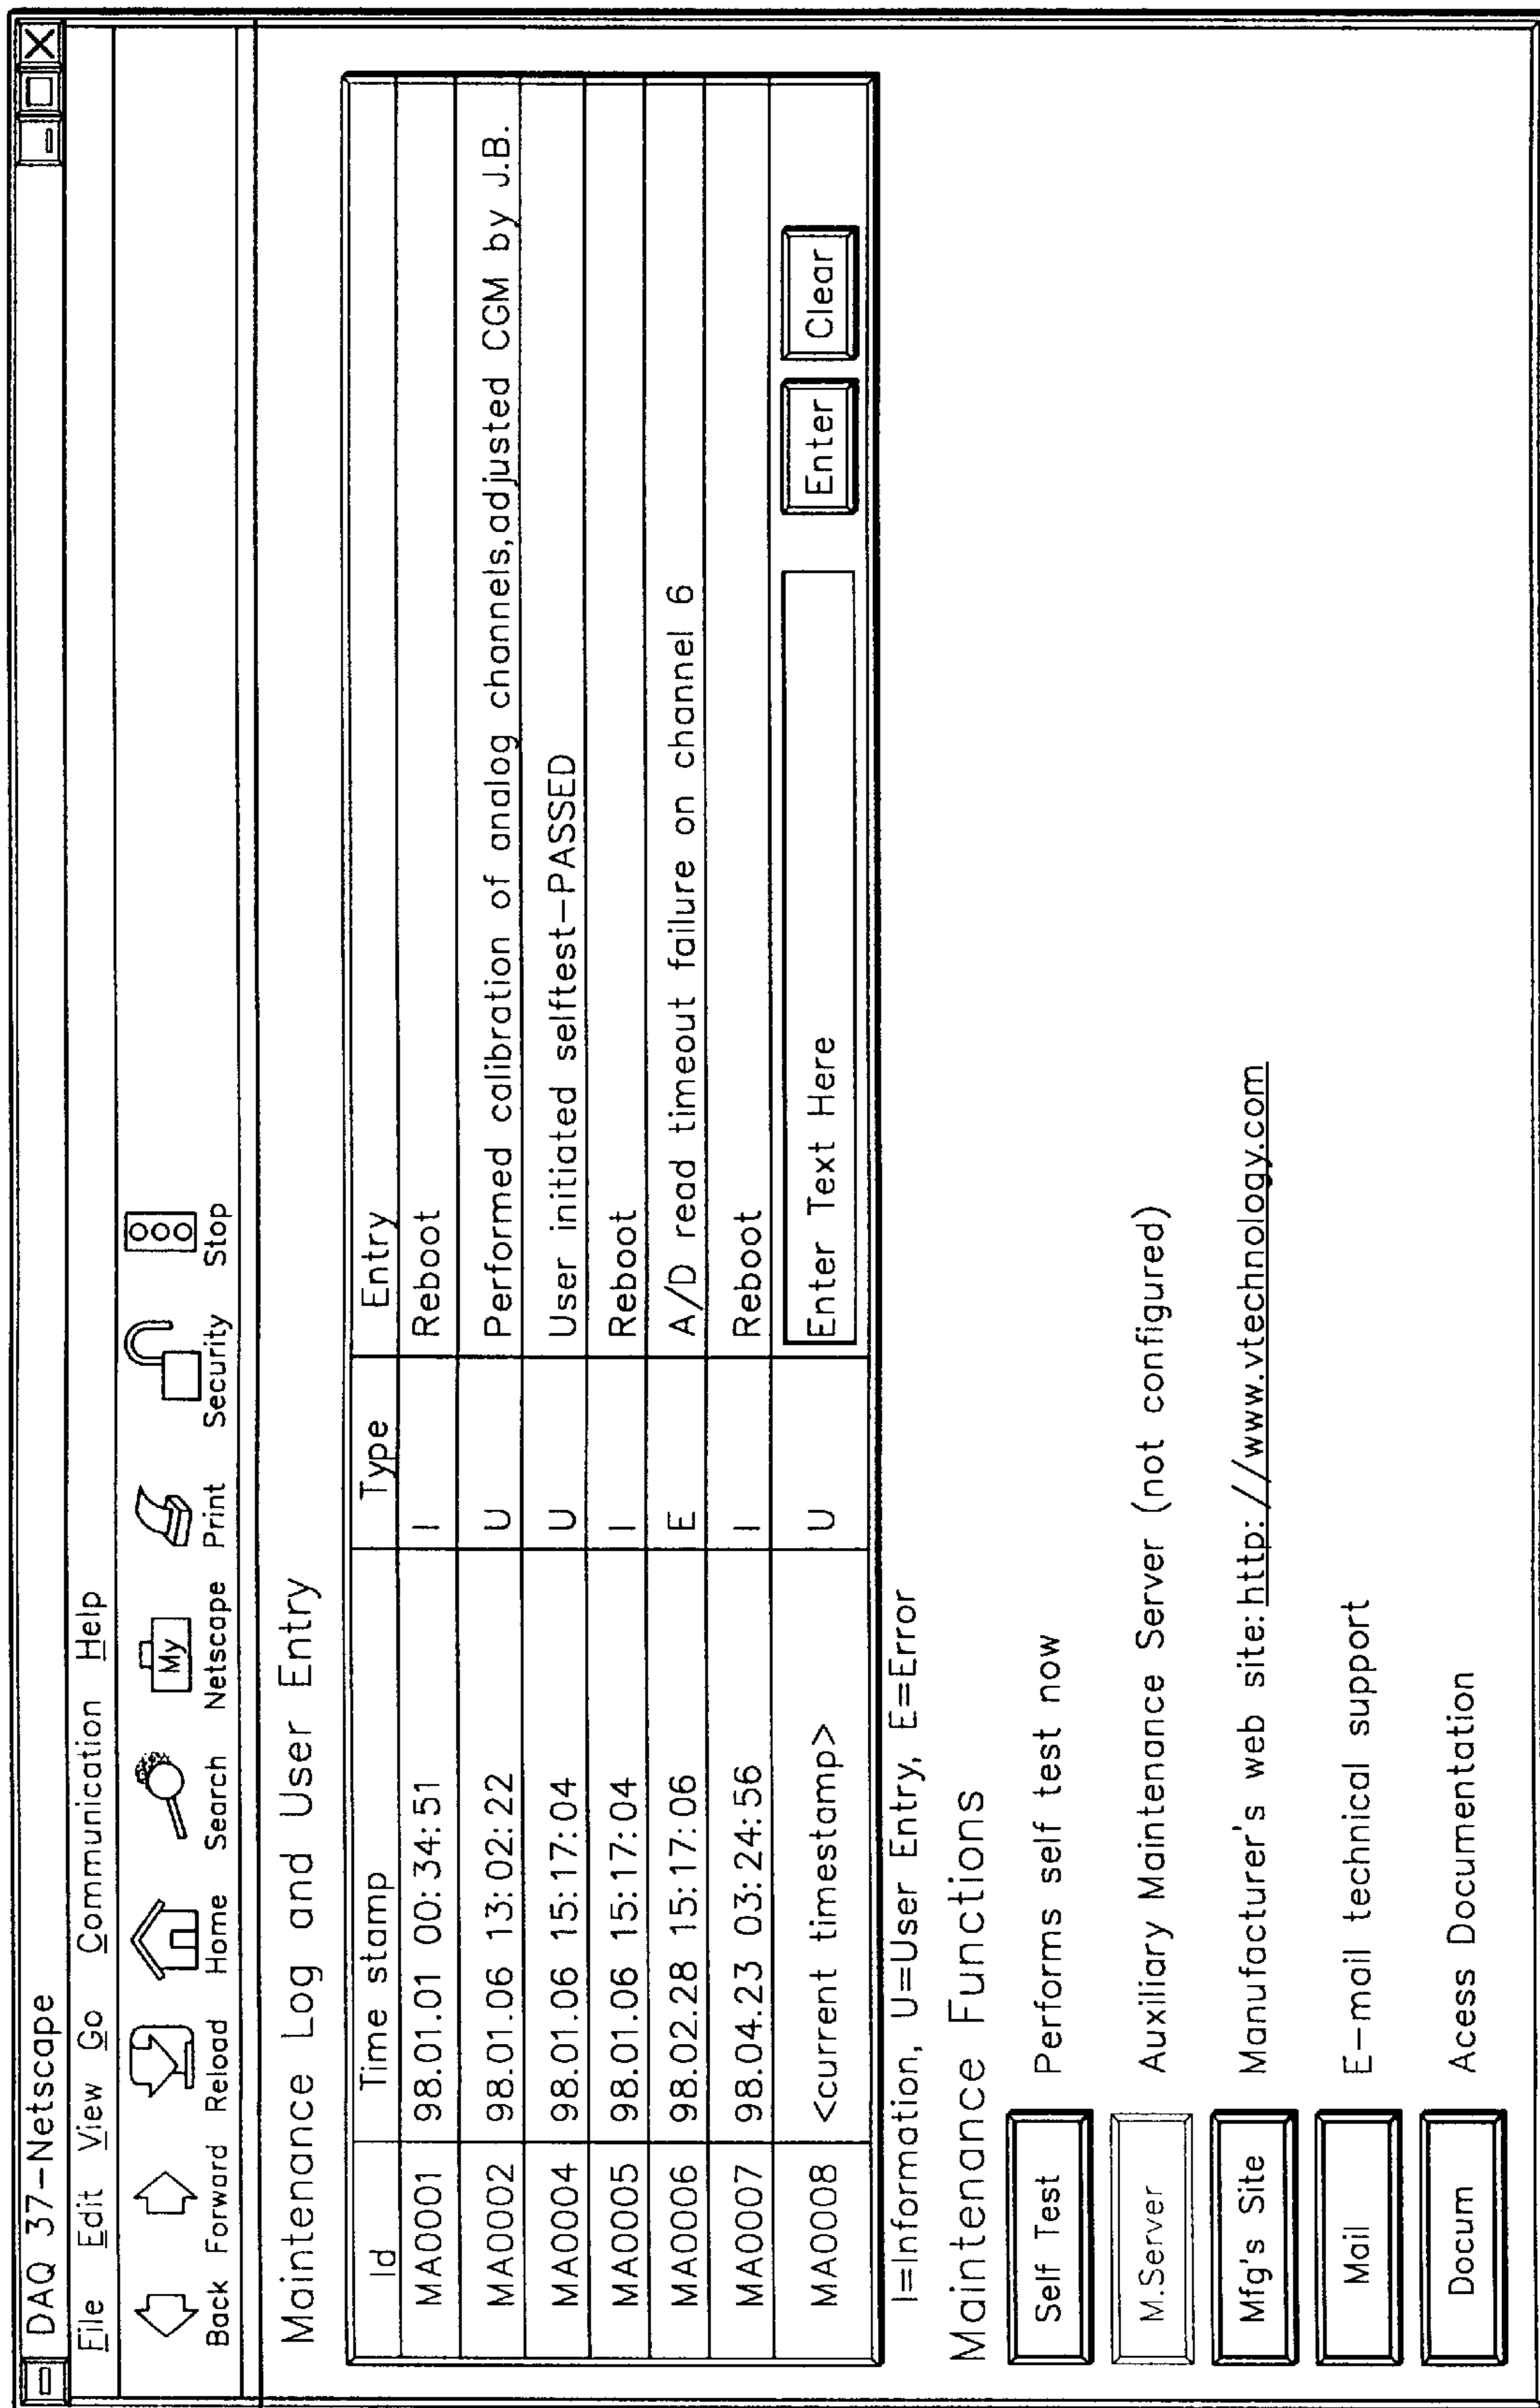 DAQ 37-Netscape
File Edit View Go Communication Help
Back Forward Reload Home Search My Netscape Print Security Stop
Maintenance Log and User Entry
Id Time stamp Type Entry
MA0001 98.01.01 00:34:51 I Reboot
MA0002 98.01.06 13:02:22 U Performed calibration of analog channels,adjusted CGM by J.B.
MA0004 98.01.06 15:17:04 U User initiated selftest-PASSED
MA0005 98.01.06 15:17:04 I Reboot
MA0006 98.02.28 15:17:06 E A/D read timeout failure on channel 6
MA0007 98.04.23 03:24:56 I Reboot
MA0008 <current timestamp> U Enter Text Here Enter Clear
I=Information, U=User Entry, E=Error
Maintenance Functions
Self Test Performs self test now
M.Server Auxiliary Maintenance Server (not configured)
Mfg's Site Manufacturer's web site: http://www.vtechnology.com
Mail E-mail technical support
Docum Acess Documentation